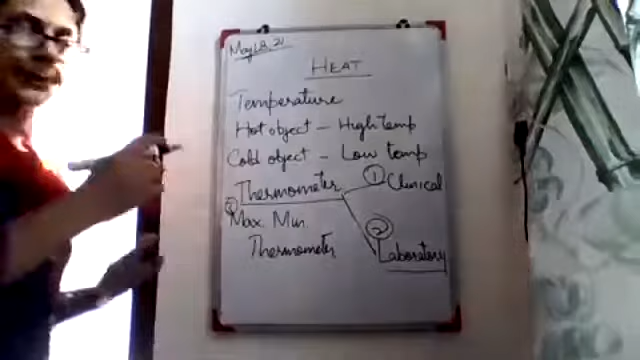 May 18, 21
HEAT
Temperature
Hot object - High temp
Cold object - Low temp
Thermometer ① Clinical
③ Max. Min.
Thermometer ② Laboratory